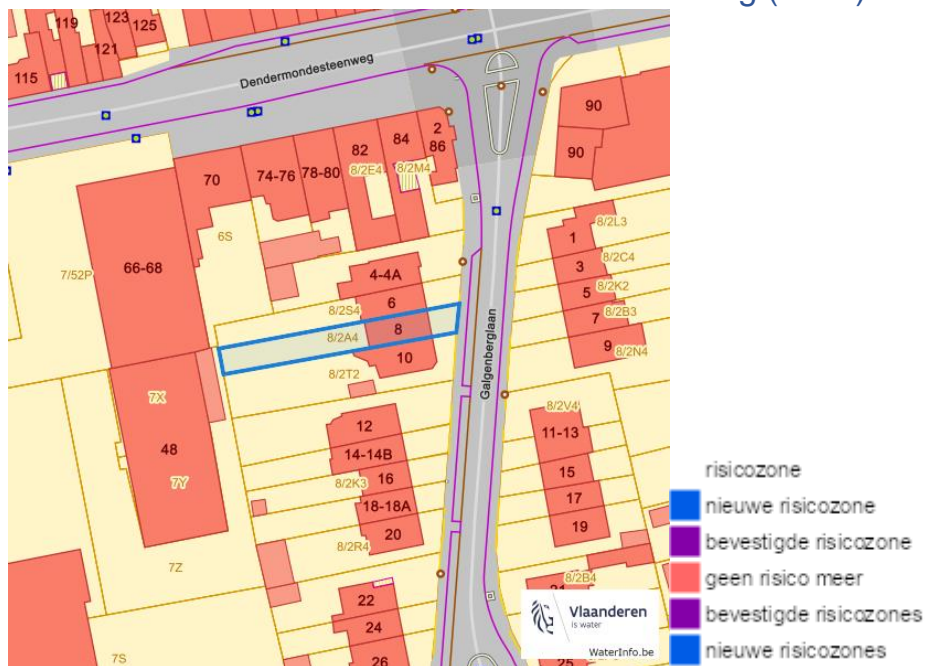 119
123
125
121
115
Dendermondesteenweg
90
90
84
2
86
82
8/2E4
8/2M4
78-80
74-76
70
8/2L3
1
6S
8/2C4
3
7/52P
66-68
4-4A
8/2K2
5
6
8/2S4
8/2B3
7
8
8/2A4
9
8/2N4
10
8/2T2
Galgenberglaan
7X
8/2V4
12
11-13
48
14-14B
15
16
8/2K3
7Y
17
18-18A
19
20
8/2R4
7Z
8/2B4
22
24
7S
26
25
Vlaanderen
is water
WaterInfo.be
risicozone
nieuwe risicozone
bevestigde risicozone
geen risico meer
bevestigde risicozones
nieuwe risicozones